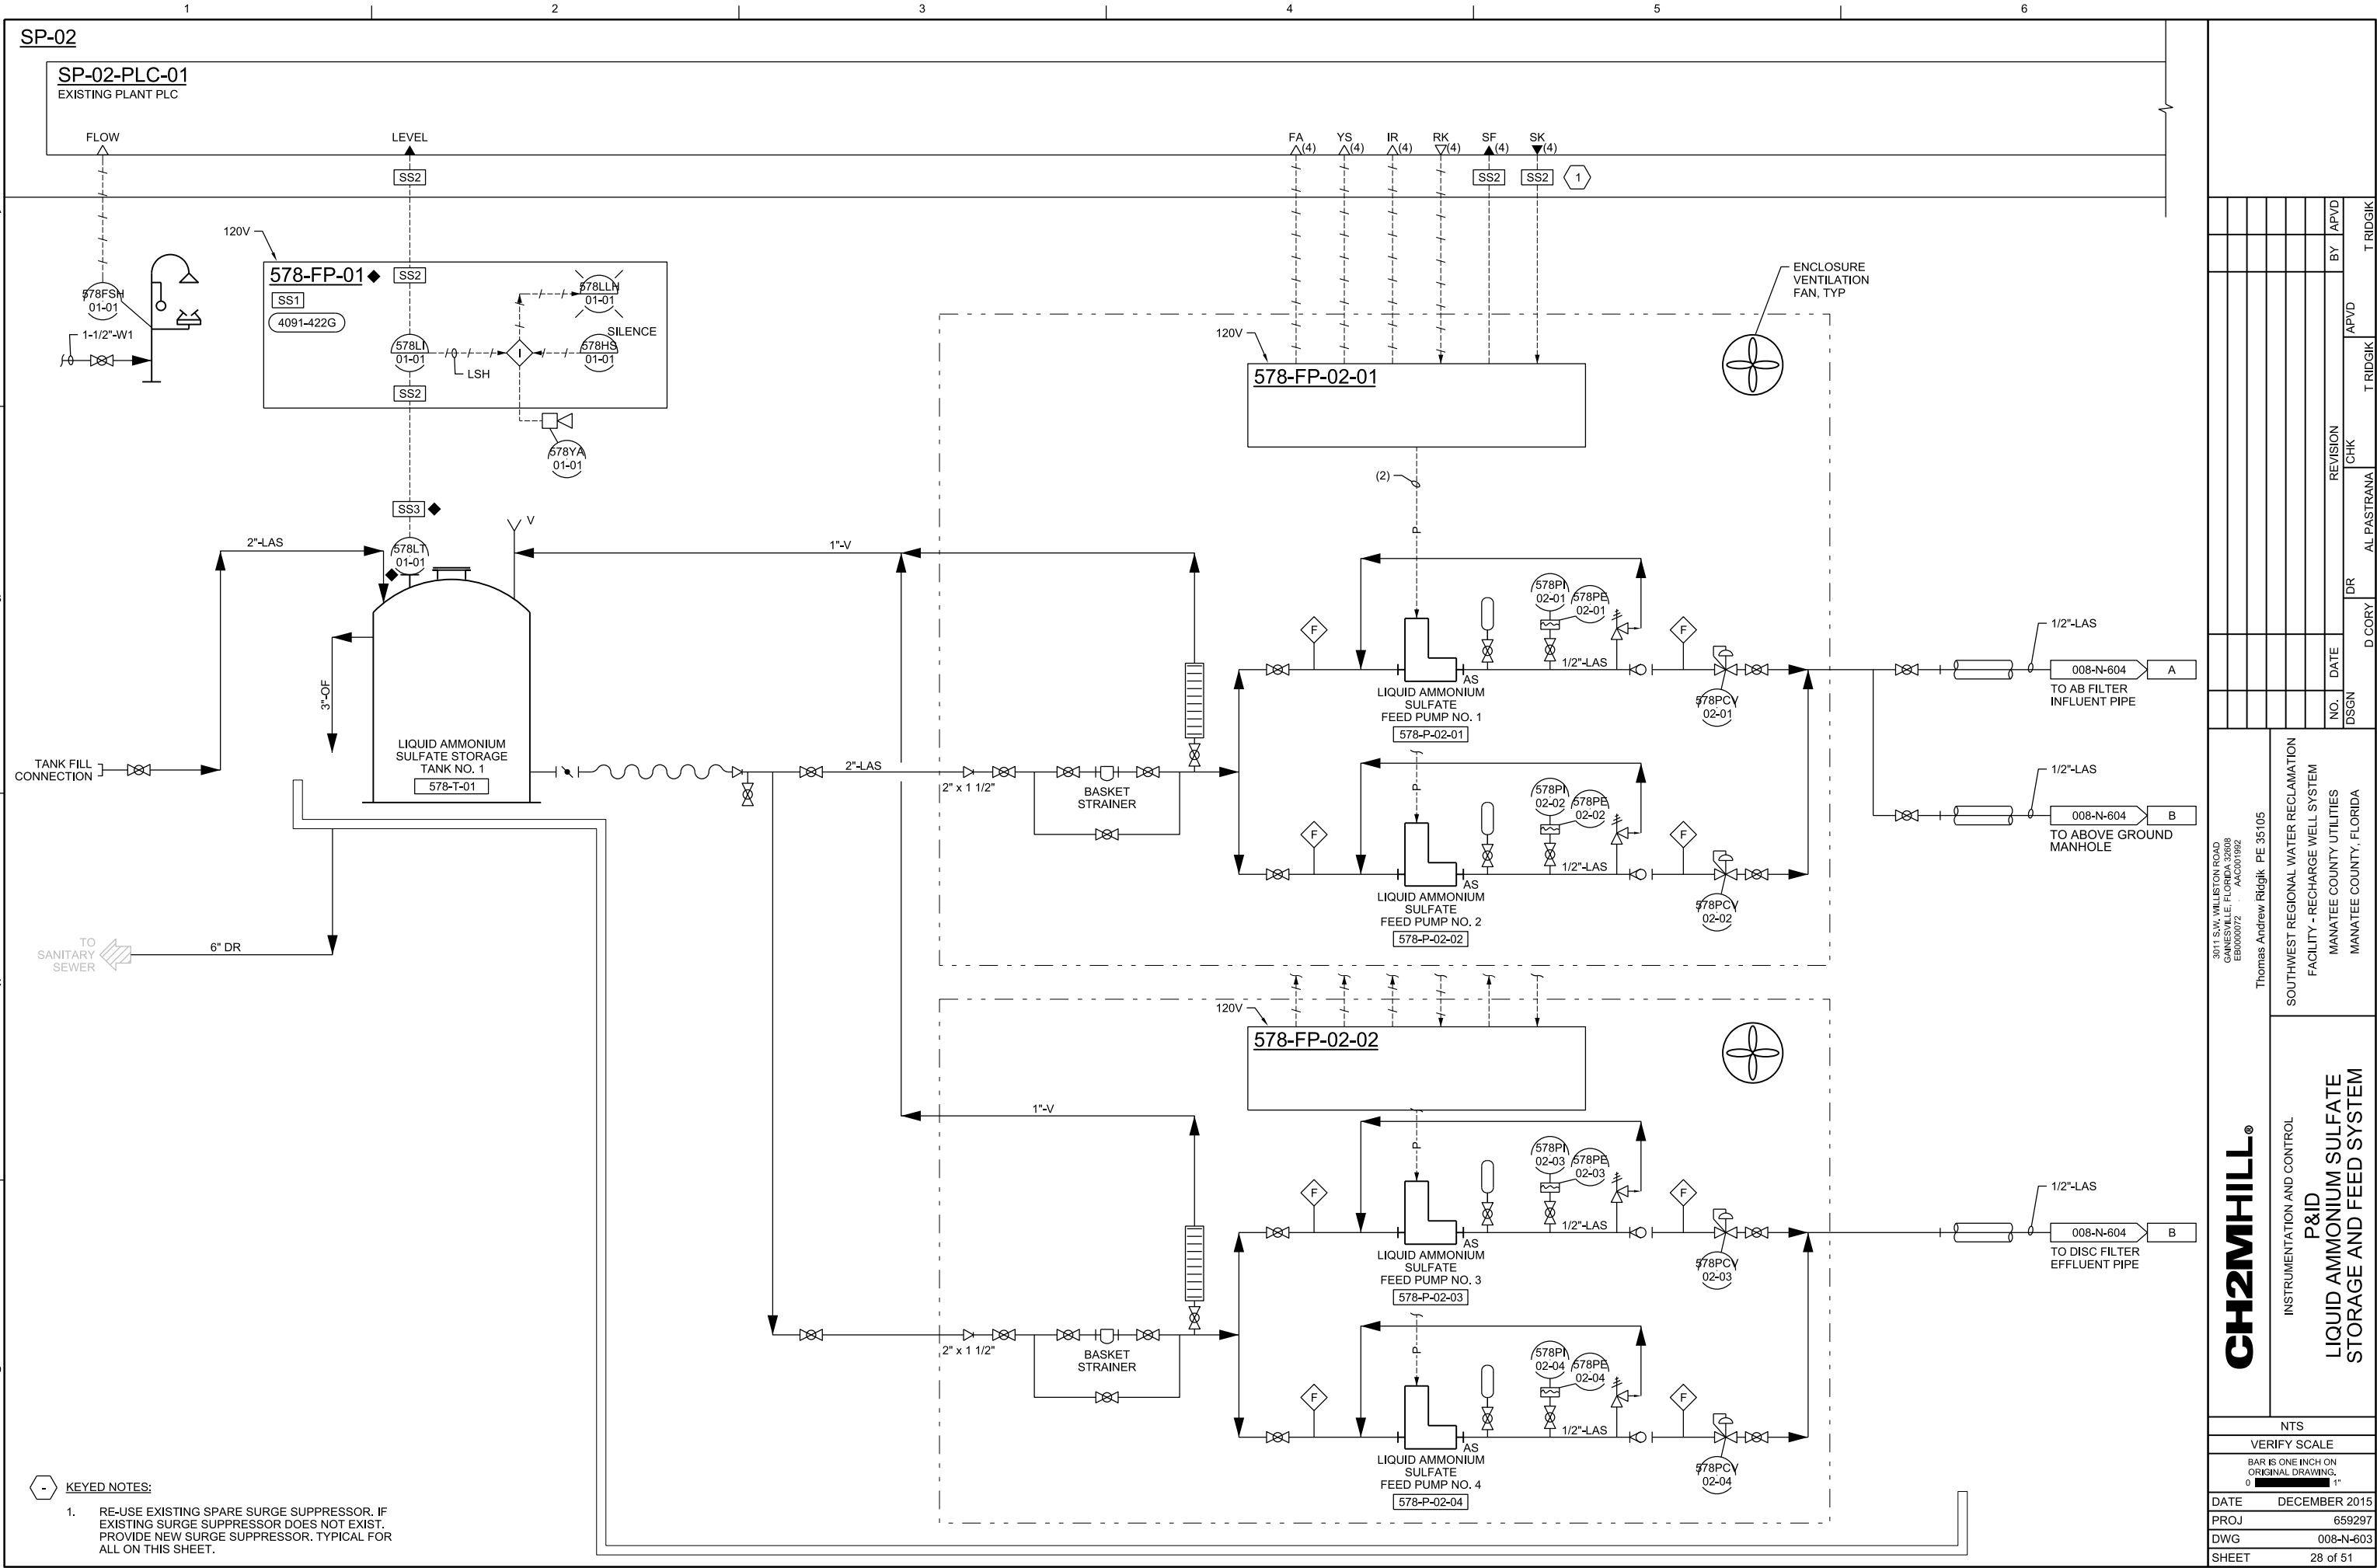 1
2
3
4
5
6
SP-02
SP-02-PLC-01
EXISTING PLANT PLC
FLOW
LEVEL
FA
(4)
YS
(4)
IR
(4)
RK
(4)
SF
(4)
SK
(4)
SS2
SS2
SS2
1
120V
578-FP-01
SS2
SS1
4091-422G
578LLH
01-01
SILENCE
578LI
01-01
578HS
01-01
I
LSH
SS2
578YA
01-01
578FSH
01-01
1-1/2"-W1
SS3
578LT
01-01
V
2"-LAS
1"-V
3"-OF
LIQUID AMMONIUM
SULFATE STORAGE
TANK NO. 1
578-T-01
TANK FILL
CONNECTION
TO
SANITARY
SEWER
6" DR
2"-LAS
ENCLOSURE
VENTILATION
FAN, TYP
120V
578-FP-02-01
(2)
P
2" x 1 1/2"
BASKET
STRAINER
F
578PI
02-01
578PE
02-01
F
1/2"-LAS
AS
LIQUID AMMONIUM
SULFATE
FEED PUMP NO. 1
578-P-02-01
578PCV
02-01
P
F
578PI
02-02
578PE
02-02
F
1/2"-LAS
AS
LIQUID AMMONIUM
SULFATE
FEED PUMP NO. 2
578-P-02-02
578PCV
02-02
1/2"-LAS
008-N-604
A
TO AB FILTER
INFLUENT PIPE
1/2"-LAS
008-N-604
B
TO ABOVE GROUND
MANHOLE
120V
578-FP-02-02
1"-V
P
2" x 1 1/2"
BASKET
STRAINER
F
578PI
02-03
578PE
02-03
F
1/2"-LAS
AS
LIQUID AMMONIUM
SULFATE
FEED PUMP NO. 3
578-P-02-03
578PCV
02-03
P
F
578PI
02-04
578PE
02-04
F
1/2"-LAS
AS
LIQUID AMMONIUM
SULFATE
FEED PUMP NO. 4
578-P-02-04
578PCV
02-04
1/2"-LAS
008-N-604
B
TO DISC FILTER
EFFLUENT PIPE
-
KEYED NOTES:
1. RE-USE EXISTING SPARE SURGE SUPPRESSOR. IF
EXISTING SURGE SUPPRESSOR DOES NOT EXIST.
PROVIDE NEW SURGE SUPPRESSOR. TYPICAL FOR
ALL ON THIS SHEET.
NO.
DATE
REVISION
BY
APVD
DSGN
D CORY
DR
AL PASTRANA
CHK
T RIDGIK
APVD
T RIDGIK
3011 S.W. WILLISTON ROAD
GAINESVILLE, FLORIDA 32608
EB0000072 AAC001992
Thomas Andrew Ridgik PE 35105
SOUTHWEST REGIONAL WATER RECLAMATION
FACILITY - RECHARGE WELL SYSTEM
MANATEE COUNTY UTILITIES
MANATEE COUNTY, FLORIDA
CH2MHILL®
INSTRUMENTATION AND CONTROL
P&ID
LIQUID AMMONIUM SULFATE
STORAGE AND FEED SYSTEM
NTS
VERIFY SCALE
BAR IS ONE INCH ON
ORIGINAL DRAWING.
0 1"
DATE DECEMBER 2015
PROJ 659297
DWG 008-N-603
SHEET 28 of 51